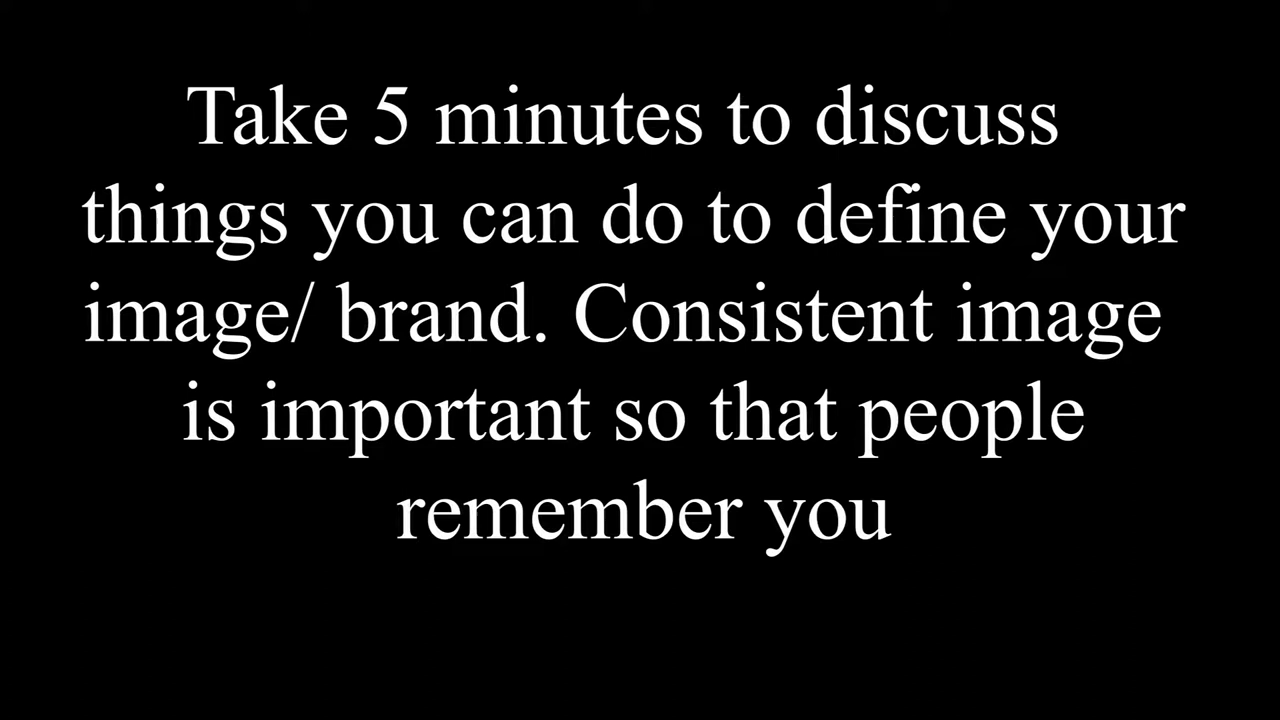 Take 5 minutes to discuss
things you can do to define your
image/ brand. Consistent image
is important so that people
remember you